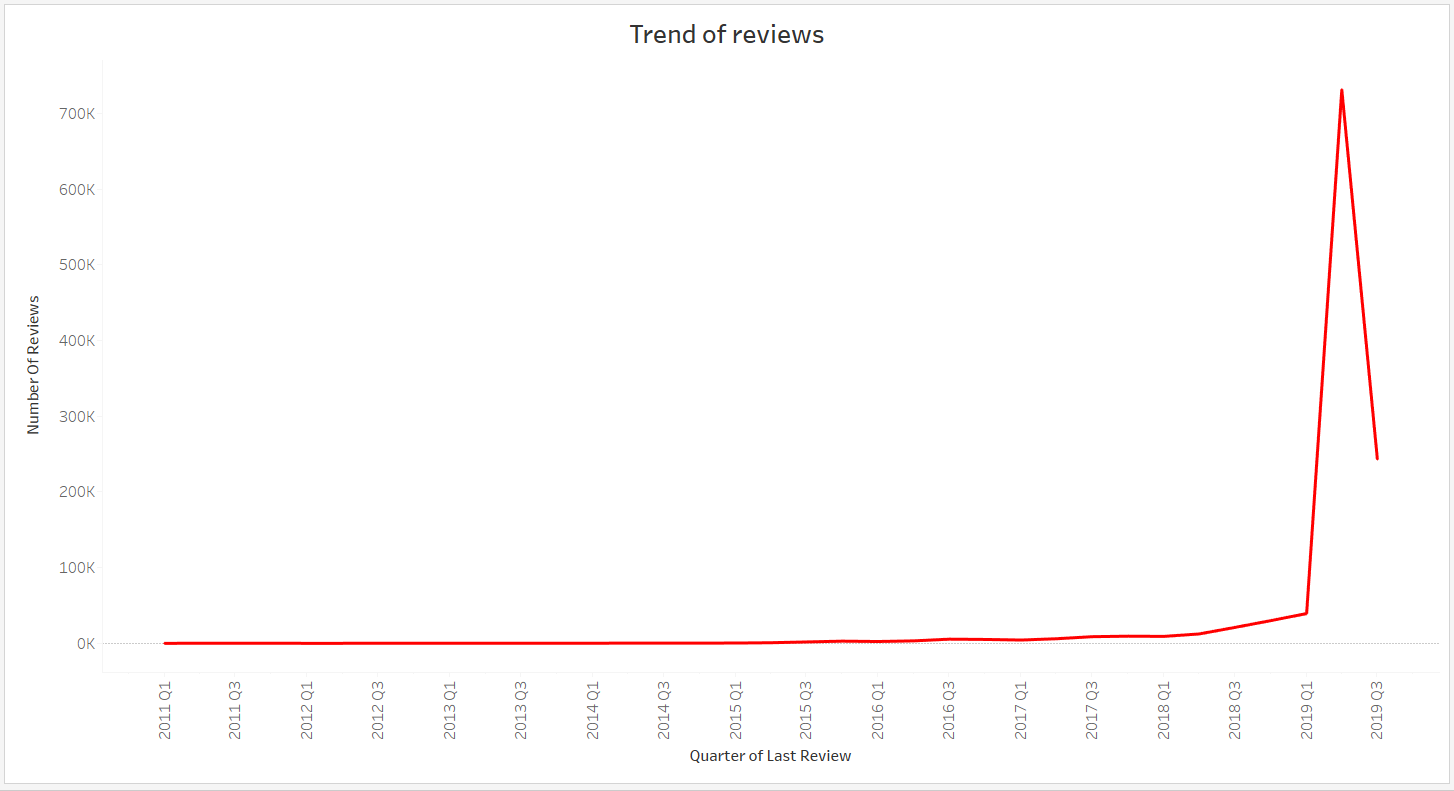 Trend of reviews
700K
600K
500K
400K
300K
200K
100K
0K
Number Of Reviews
2011 Q1
2011 Q3
2012 Q1
2012 Q3
2013 Q1
2013 Q3
2014 Q1
2014 Q3
2015 Q1
2015 Q3
2016 Q1
2016 Q3
2017 Q1
2017 Q3
2018 Q1
2018 Q3
2019 Q1
2019 Q3
Quarter of Last Review